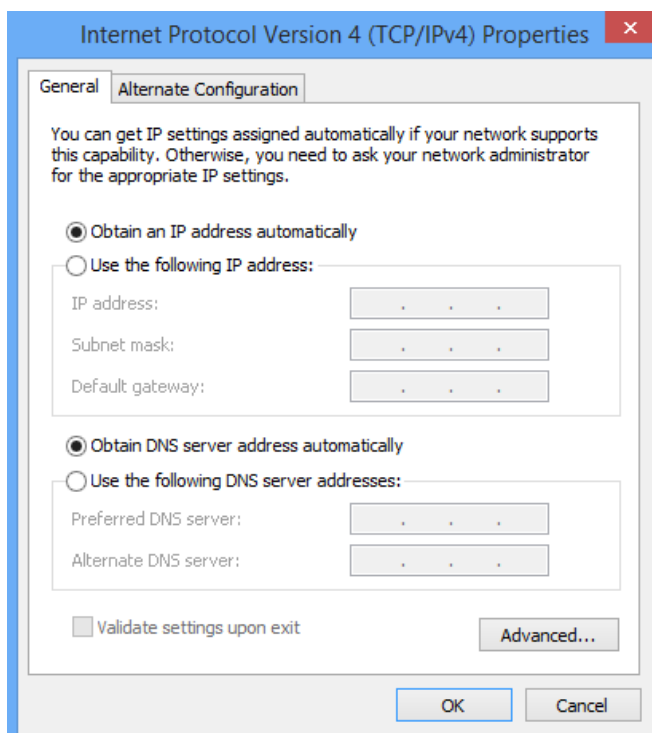 Internet Protocol Version 4 (TCP/IPv4) Properties
General
Alternate Configuration
You can get IP settings assigned automatically if your network supports
this capability. Otherwise, you need to ask your network administrator
for the appropriate IP settings.
Obtain an IP address automatically
Use the following IP address:
IP address:
Subnet mask:
Default gateway:
Obtain DNS server address automatically
Use the following DNS server addresses:
Preferred DNS server:
Alternate DNS server:
Validate settings upon exit
Advanced...
OK
Cancel